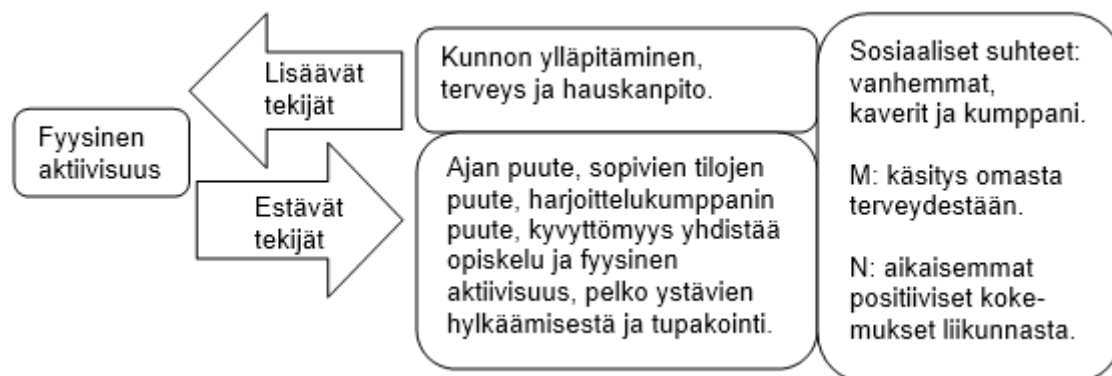 Fyysinen
aktiivisuus
Lisäävät
tekijät
Estävät
tekijät
Kunnon ylläpitäminen,
terveys ja hauskanpito.
Ajan puute, sopivien tilojen
puute, harjoittelukumppanin
puute, kyvyttömyys yhdistää
opiskelu ja fyysinen
aktiivisuus, pelko ystävien
hylkäämisestä ja tupakointi.
Sosiaaliset suhteet:
vanhemmat,
kaverit ja kumppani.
M: käsitys omasta
terveydestään.
N: aikaisemmat
positiiviset koke-
mukset liikunnasta.